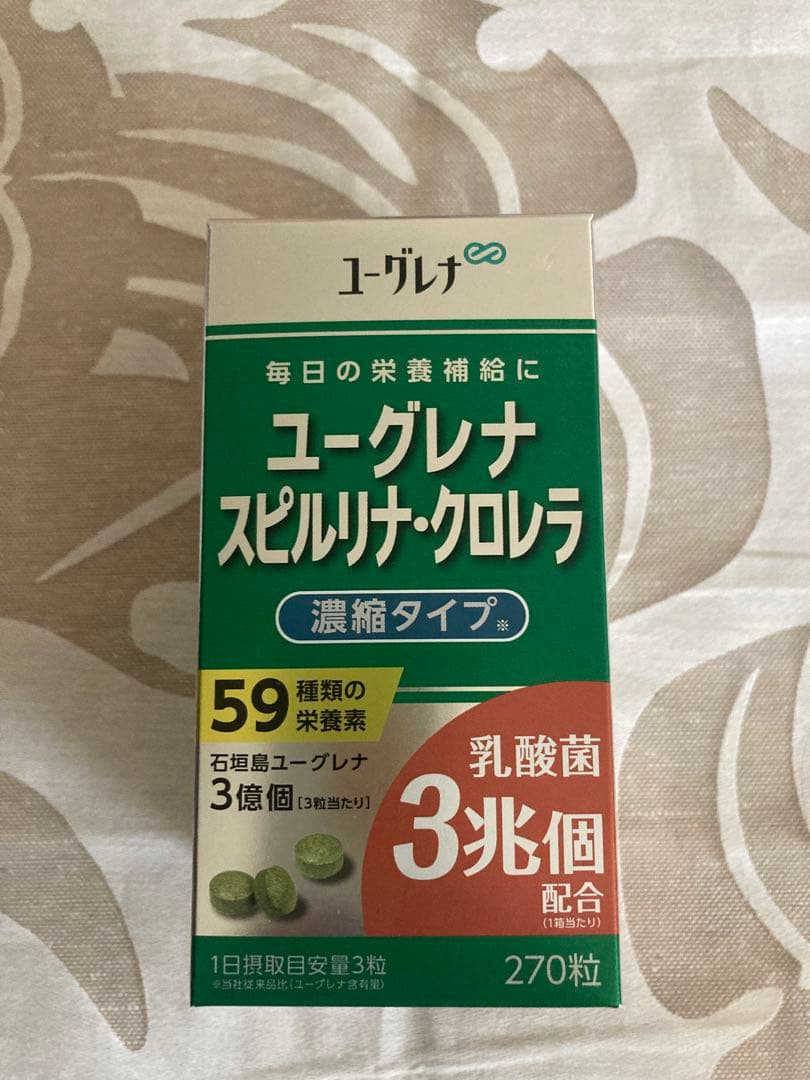 ユーグレナ
毎日の栄養補給に
ユーグレナ
スピルリナ・クロレラ
濃縮タイプ※
59種類の栄養素
石垣島ユーグレナ
3億個[3粒当たり]
乳酸菌
3兆個
配合
(1箱当たり)
1日摂取目安量3粒
※当社従来品比(ユーグレナ含有量)
270粒